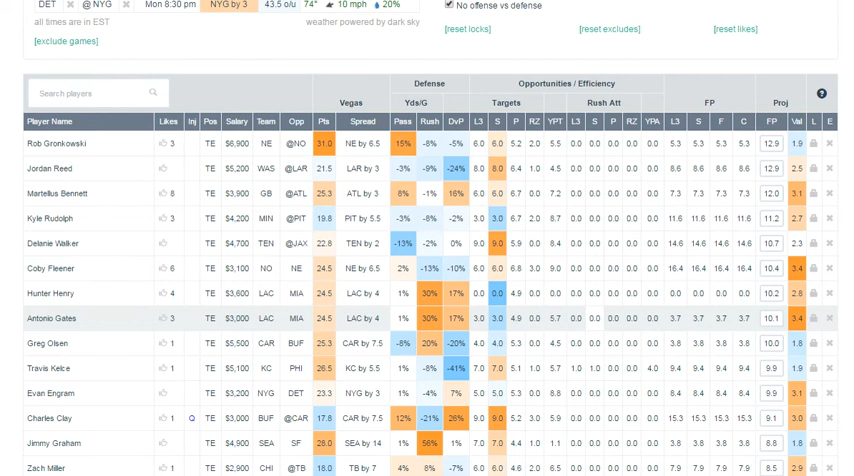 DET @ NYG Mon 8:30 pm NYG by 3 43.5 o/u 74° 10 mph 20%
No offense vs defense
all times are in EST weather powered by dark sky
[reset locks] [reset excludes] [reset likes]
[exclude games]
Defense Opportunities / Efficiency
Search players
Vegas Yds/G Targets Rush Att FP Proj
Player Name Likes Inj Pos Salary Team Opp Pts Spread Pass Rush DvP L3 S P RZ YPT L3 S P RZ YPA L3 S F C FP Val L E
Rob Gronkowski 3 TE $6,900 NE @NO 31.0 NE by 6.5 15% -8% -5% 6.0 6.0 5.2 2.0 5.5 0.0 0.0 0.0 0.0 0.0 5.3 5.3 5.3 5.3 12.9 1.9
Jordan Reed TE $5,200 WAS @LAR 21.5 LAR by 3 -3% -9% -24% 8.0 8.0 6.4 1.0 4.5 0.0 0.0 0.0 0.0 0.0 8.6 8.6 8.6 8.6 12.9 2.5
Martellus Bennett 8 TE $3,900 GB @ATL 25.3 ATL by 3 8% -1% 16% 6.0 6.0 6.7 0.0 7.2 0.0 0.0 0.0 0.0 0.0 7.3 7.3 7.3 7.3 12.0 3.1
Kyle Rudolph 3 TE $4,200 MIN @PIT 19.8 PIT by 5.5 -3% -8% -2% 3.0 3.0 6.7 2.0 8.7 0.0 0.0 0.0 0.0 0.0 11.6 11.6 11.6 11.6 11.2 2.7
Delanie Walker TE $4,700 TEN @JAX 22.8 TEN by 2 -13% -2% 0% 9.0 9.0 5.9 0.0 8.4 0.0 0.0 0.0 0.0 0.0 14.6 14.6 14.6 14.6 10.7 2.3
Coby Fleener 6 TE $3,100 NO NE 24.5 NE by 6.5 2% -13% -10% 6.0 6.0 6.8 3.0 9.0 0.0 0.0 0.0 0.0 0.0 16.4 16.4 16.4 16.4 10.4 3.4
Hunter Henry 4 TE $3,600 LAC MIA 24.5 LAC by 4 1% 30% 17% 0.0 0.0 4.9 0.0 0.0 0.0 0.0 0.0 0.0 0.0 0.0 0.0 0.0 0.0 10.2 2.8
Antonio Gates 3 TE $3,000 LAC MIA 24.5 LAC by 4 1% 30% 17% 3.0 3.0 4.9 0.0 5.7 0.0 0.0 0.0 0.0 0.0 3.7 3.7 3.7 3.7 10.1 3.4
Greg Olsen 1 TE $5,500 CAR BUF 25.3 CAR by 7.5 -8% 20% -20% 4.0 4.0 5.3 0.0 4.5 0.0 0.0 0.0 0.0 0.0 3.8 3.8 3.8 3.8 10.0 1.8
Travis Kelce 1 TE $5,100 KC PHI 26.5 KC by 5.5 1% -8% -41% 7.0 7.0 5.1 1.0 5.7 1.0 1.0 0.0 0.0 4.0 9.4 9.4 9.4 9.4 9.9 1.9
Evan Engram TE $3,200 NYG DET 23.3 NYG by 3 1% -4% 7% 5.0 5.0 5.3 0.0 8.8 0.0 0.0 0.0 0.0 0.0 8.4 8.4 8.4 8.4 9.9 3.1
Charles Clay 1 Q TE $3,000 BUF @CAR 17.8 CAR by 7.5 12% -21% 26% 9.0 9.0 5.2 3.0 5.9 0.0 0.0 0.0 0.0 0.0 15.3 15.3 15.3 15.3 9.1 3.0
Jimmy Graham TE $4,900 SEA SF 28.0 SEA by 14 1% 56% 1% 7.0 7.0 4.4 1.0 1.1 0.0 0.0 0.0 0.0 0.0 3.8 3.8 3.8 3.8 8.8 1.8
Zach Miller 1 TE $2,900 CHI @TB 18.0 TB by 7 4% 8% -7% 6.0 6.0 4.6 2.0 6.5 0.0 0.0 0.0 0.0 0.0 8.9 8.9 8.9 8.9 8.5 2.9